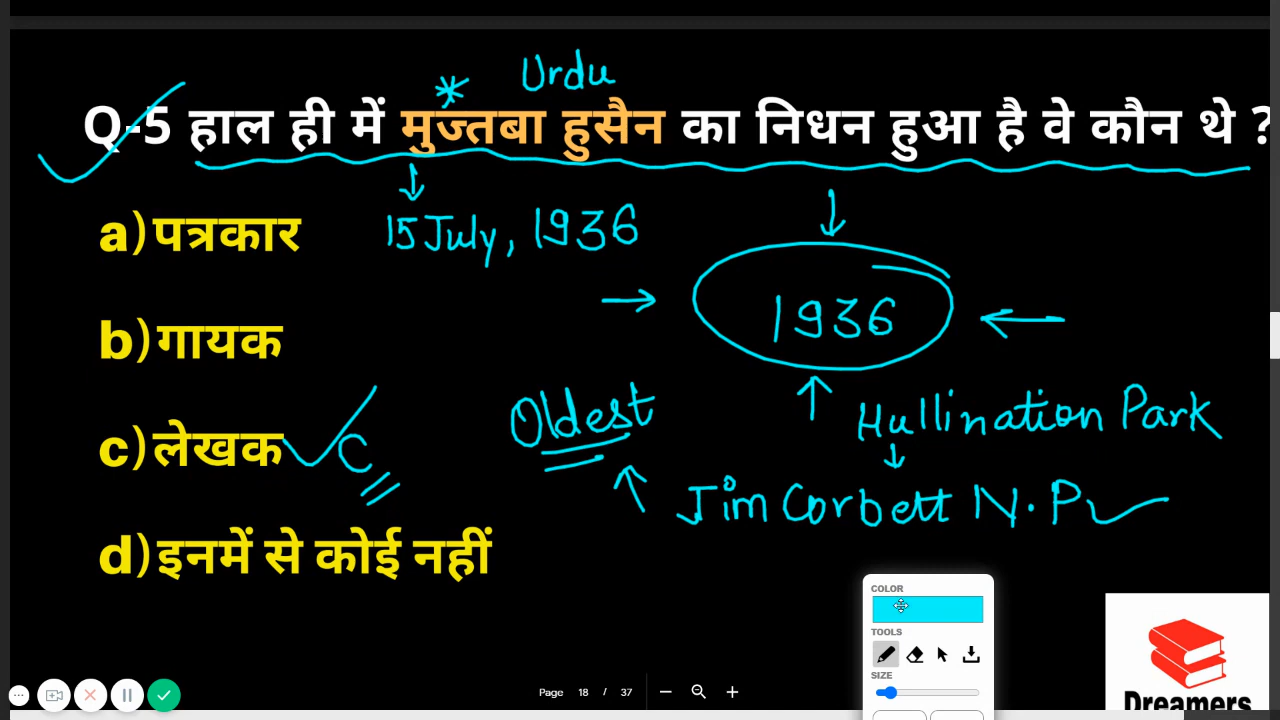 Urdu
Q-5 हाल ही में मुज्तबा हुसैन का निधन हुआ है वे कौन थे ?
a)पत्रकार
15 July, 1936
b)गायक
1936
Oldest
Hullination Park
c)लेखक
C
Jim Corbett N.P
d)इनमें से कोई नहीं
COLOR
TOOLS
SIZE
Page 18 / 37
Dreamers